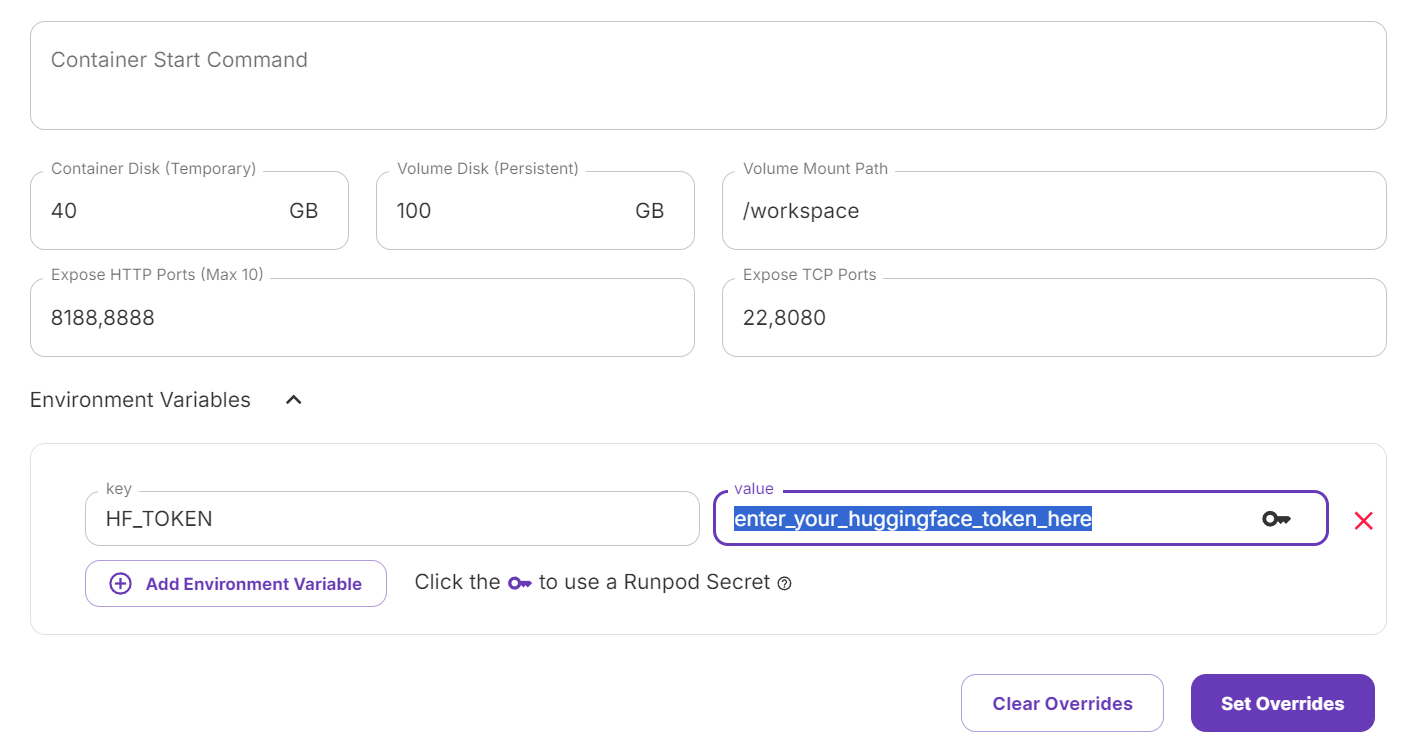 Container Start Command
Container Disk (Temporary) Volume Disk (Persistent) Volume Mount Path
40 GB 100 GB /workspace
Expose HTTP Ports (Max 10) Expose TCP Ports
8188,8888 22,8080
Environment Variables
key value
HF_TOKEN enter_your_huggingface_token_here
Add Environment Variable Click the to use a Runpod Secret
Clear Overrides Set Overrides